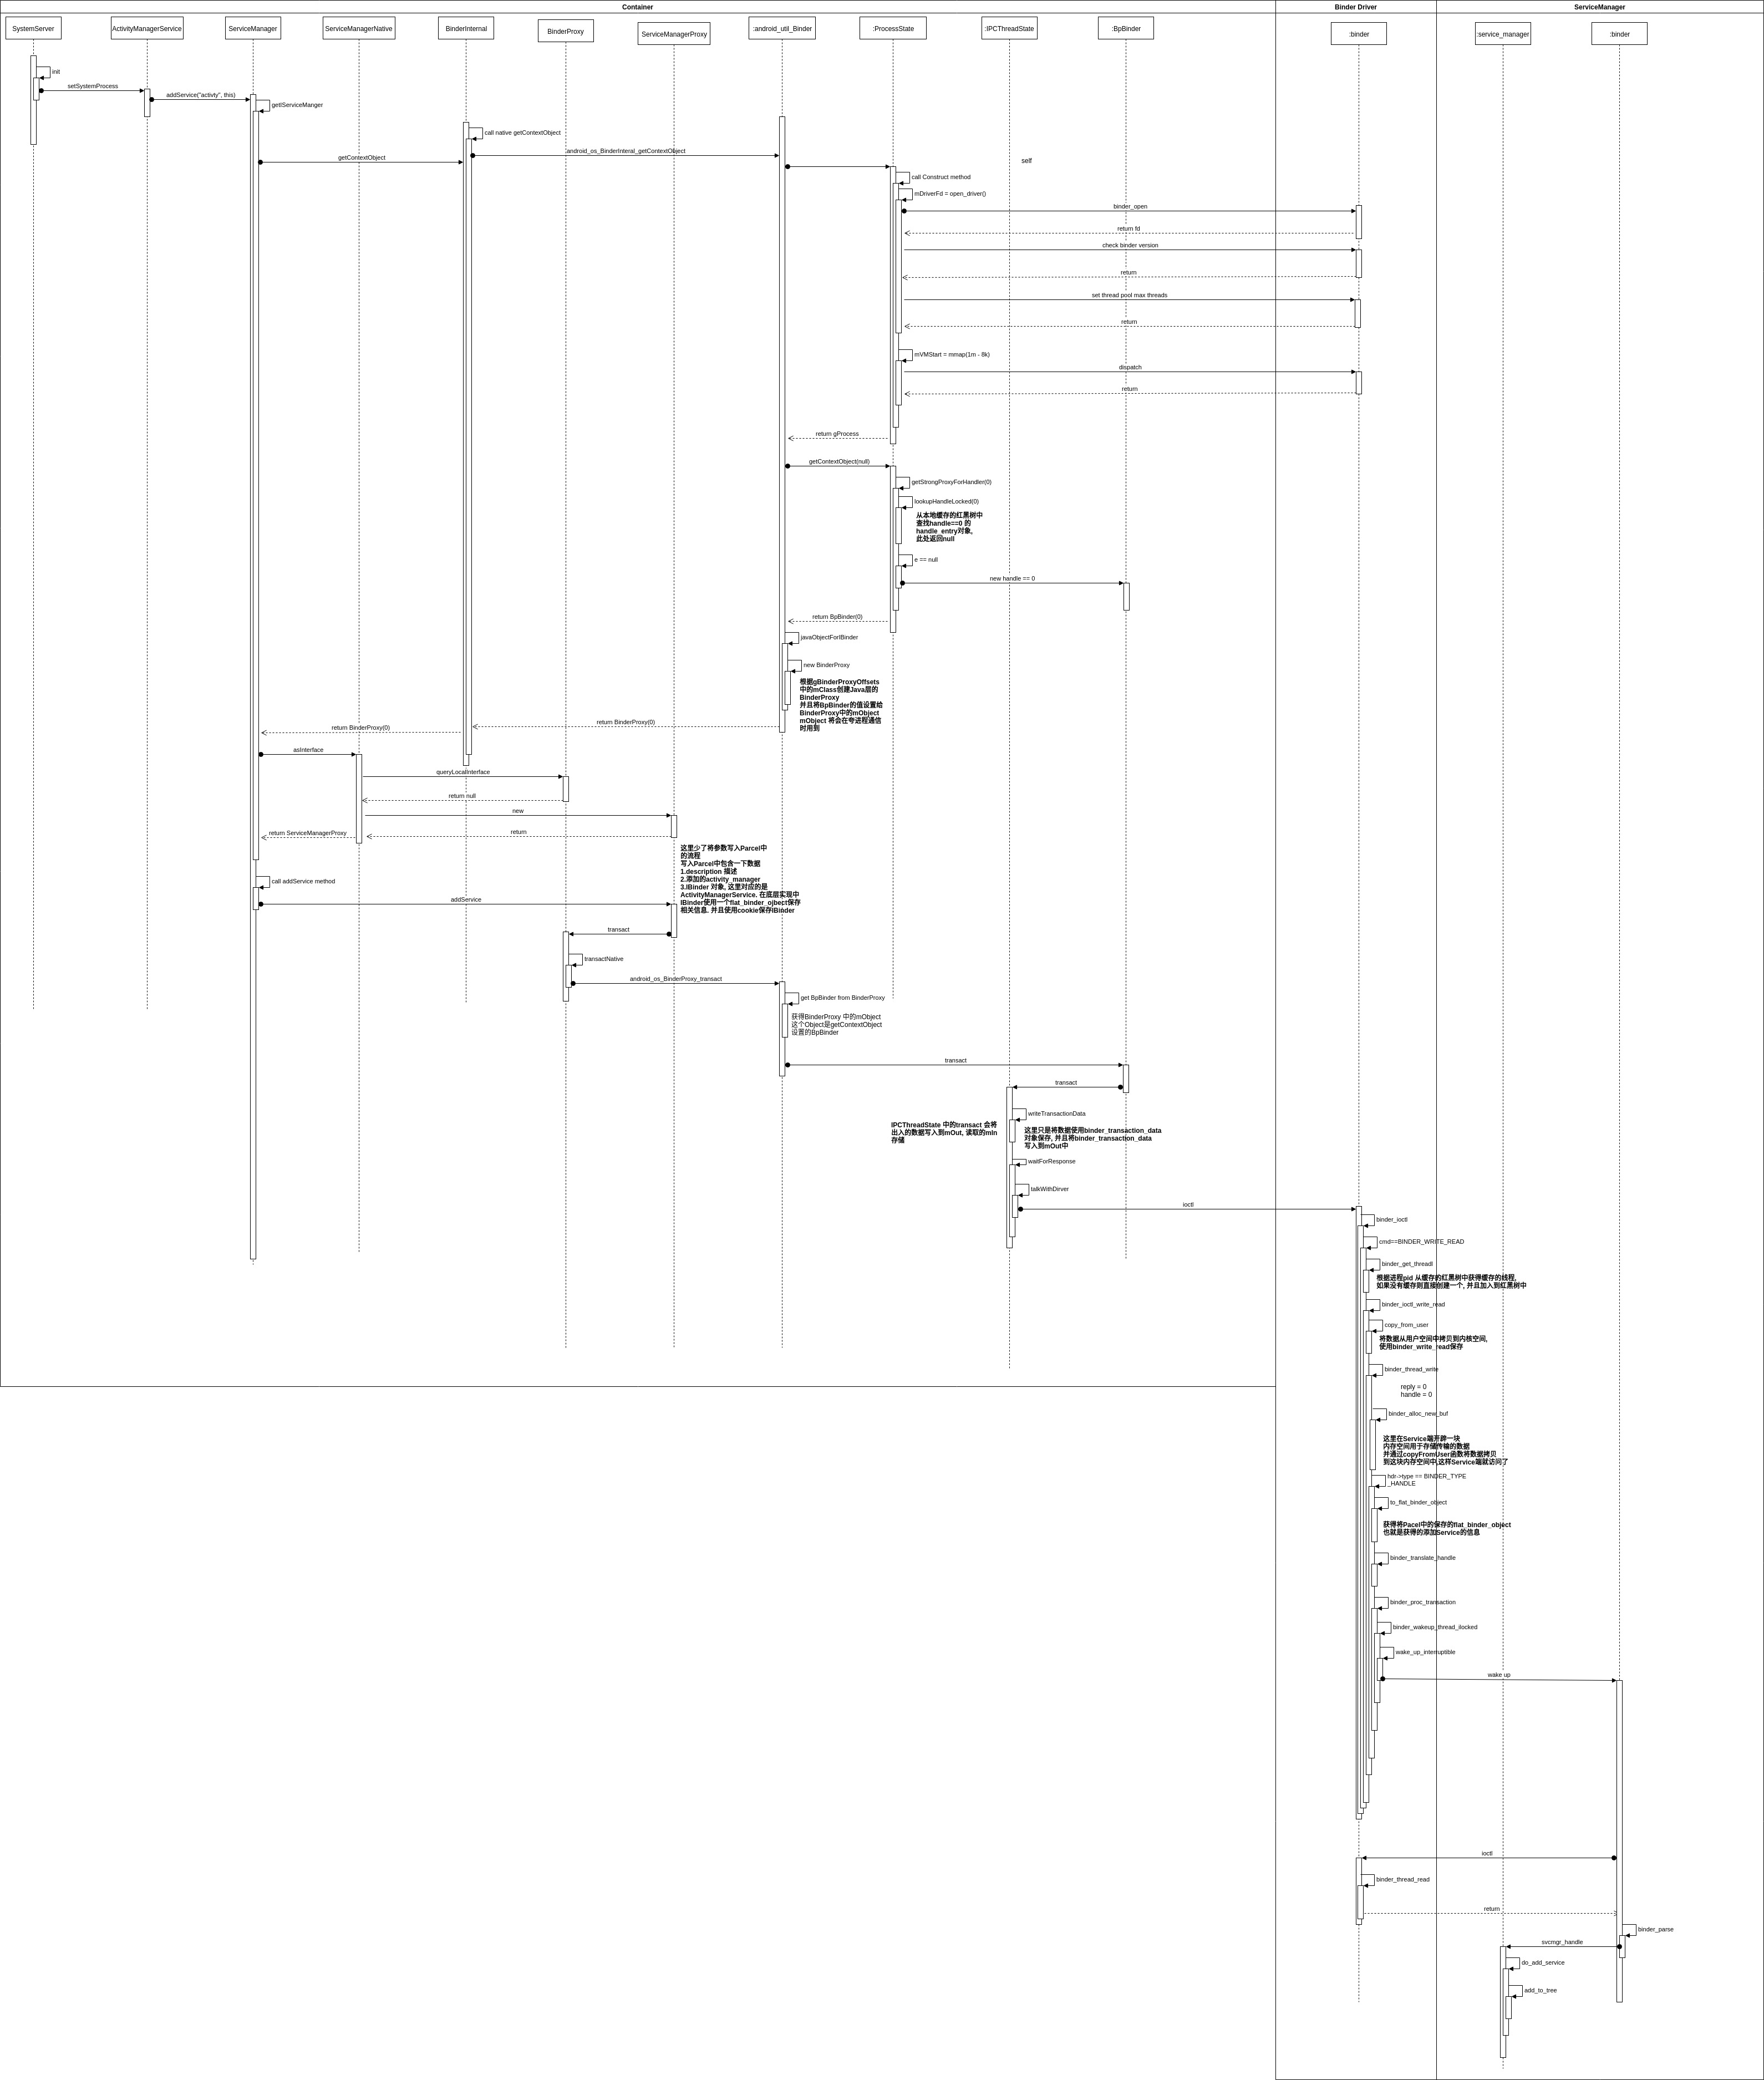 Container
Binder Driver
ServiceManager
SystemServer
ActivityManagerService
ServiceManager
ServiceManagerNative
BinderInternal
BinderProxy
ServiceManagerProxy
:android_util_Binder
:ProcessState
:IPCThreadState
:BpBinder
:binder
:service_manager
:binder
init
setSystemProcess
addService("activty", this)
getIServiceManger
call native getContextObject
android_os_BinderInteral_getContextObject
getContextObject
self
call Construct method
mDriverFd = open_driver()
binder_open
return fd
check binder version
return
set thread pool max threads
return
mVMStart = mmap(1m - 8k)
dispatch
return
return gProcess
getContextObject(null)
getStrongProxyForHandler(0)
lookupHandleLocked(0)
从本地缓存的红黑树中
查找handle==0 的
handle_entry对象,
此处返回null
e == null
new handle == 0
return BpBinder(0)
javaObjectForIBinder
new BinderProxy
根据gBinderProxyOffsets
中的mClass创建Java层的
BinderProxy
并且将BpBinder的值设置给
BinderProxy中的mObject
mObject 将会在夸进程通信
时用到
return BinderProxy(0)
return BinderProxy(0)
asInterface
queryLocalInterface
return null
new
return
return ServiceManagerProxy
这里少了将参数写入Parcel中
的流程
写入Parcel中包含一下数据
1.description 描述
2.添加的activity_manager
3.IBinder 对象, 这里对应的是
ActivityManagerService. 在底层实现中
IBinder使用一个flat_binder_ojbect保存
相关信息. 并且使用cookie保存IBinder
call addService method
addService
transact
transactNative
android_os_BinderProxy_transact
get BpBinder from BinderProxy
获得BinderProxy 中的mObject
这个Object是getContextObject
设置的BpBinder
transact
transact
writeTransactionData
IPCThreadState 中的transact 会将
出入的数据写入到mOut, 读取的mIn
存储
这里只是将数据使用binder_transaction_data
对象保存, 并且将binder_transaction_data
写入到mOut中
waitForResponse
talkWithDirver
ioctl
binder_ioctl
cmd==BINDER_WRITE_READ
binder_get_threadl
根据进程pid 从缓存的红黑树中获得缓存的线程,
如果没有缓存则直接创建一个, 并且加入到红黑树中
binder_ioctl_write_read
copy_from_user
将数据从用户空间中拷贝到内核空间,
使用binder_write_read保存
binder_thread_write
reply = 0
handle = 0
binder_alloc_new_buf
这里在Service端开辟一块
内存空间用于存储传输的数据
并通过copyFromUser函数将数据拷贝
到这块内存空间中,这样Service端就访问了
hdr->type == BINDER_TYPE
_HANDLE
to_flat_binder_object
获得将Pacel中的保存的flat_binder_object
也就是获得的添加Service的信息
binder_translate_handle
binder_proc_transaction
binder_wakeup_thread_ilocked
wake_up_interruptible
wake up
ioctl
binder_thread_read
return
binder_parse
svcmgr_handle
do_add_service
add_to_tree